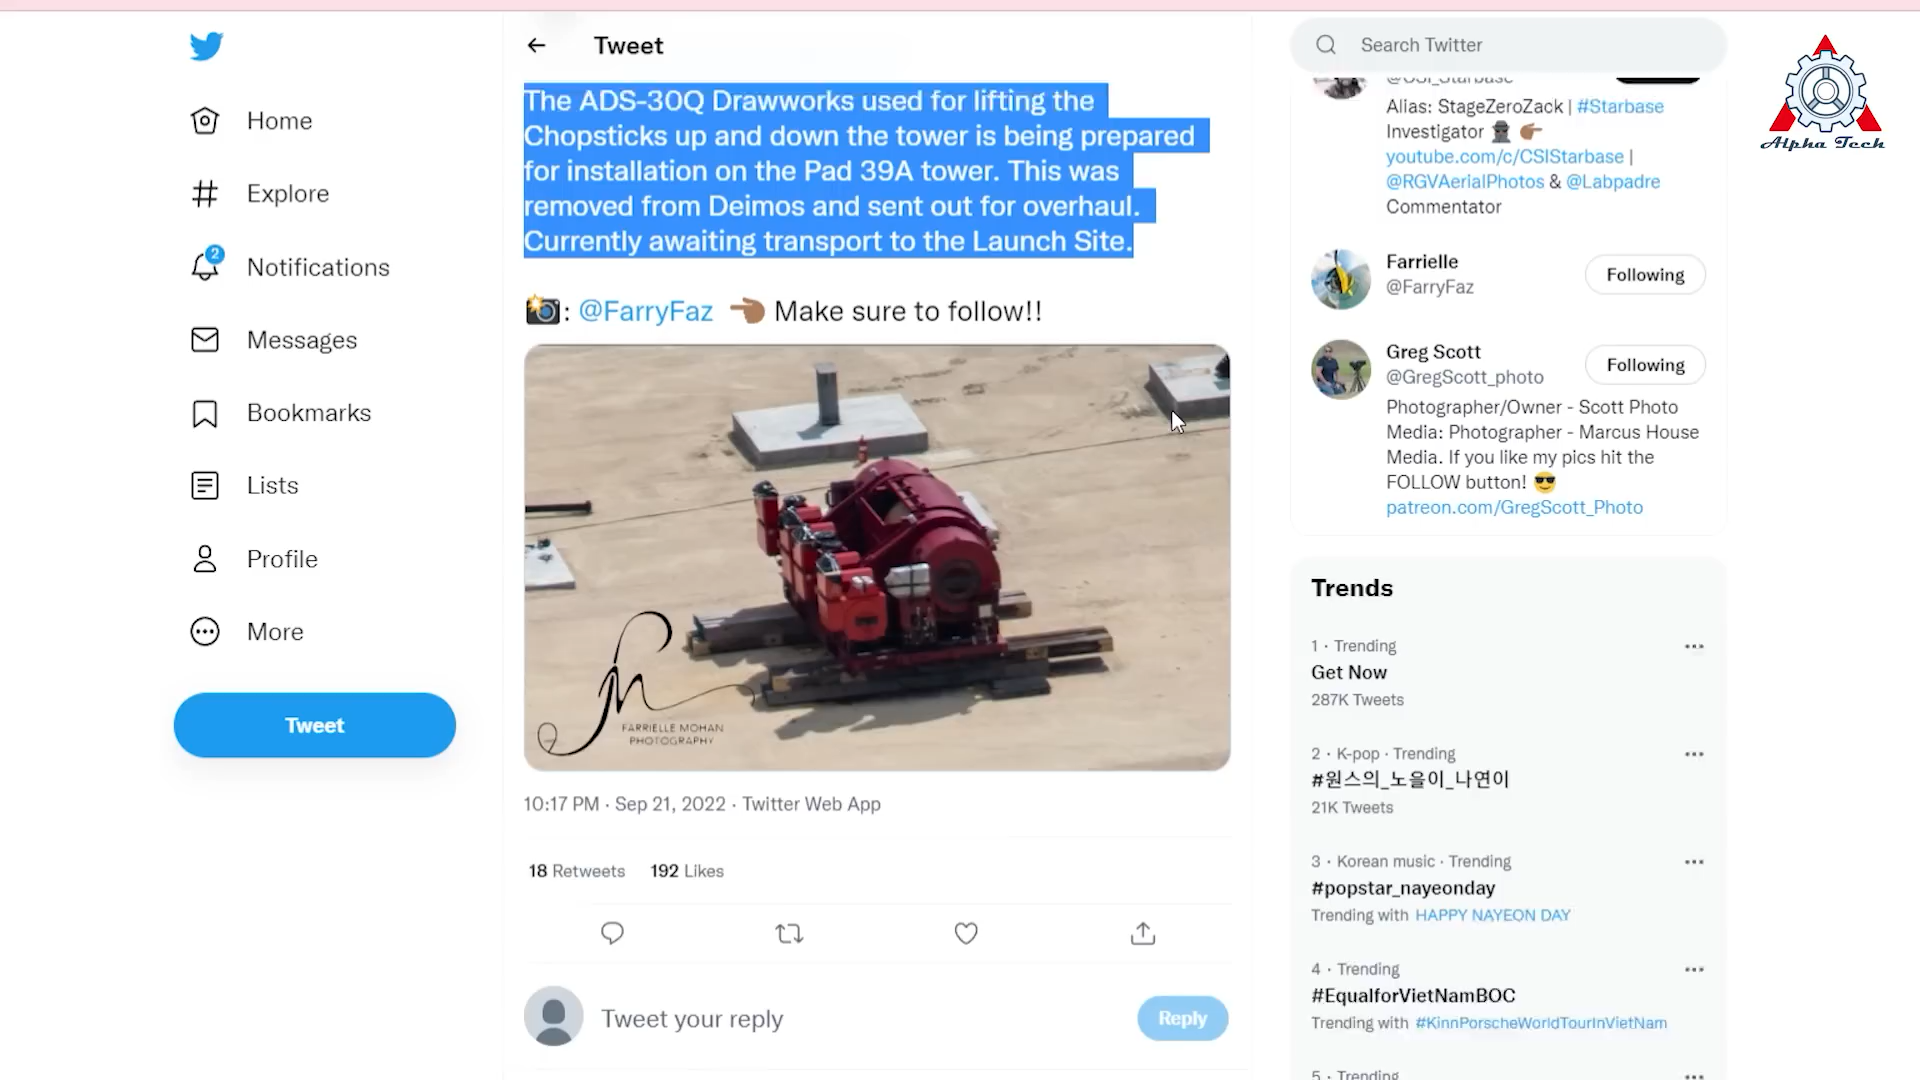 Home
Explore
2
Notifications
Messages
Bookmarks
Lists
Profile
More
Tweet
Tweet
The ADS-30Q Drawworks used for lifting the
Chopsticks up and down the tower is being prepared
for installation on the Pad 39A tower. This was
removed from Deimos and sent out for overhaul.
Currently awaiting transport to the Launch Site.
: @FarryFaz Make sure to follow!!
FARRIELLE MOHAN
PHOTOGRAPHY
10:17 PM · Sep 21, 2022 · Twitter Web App
18 Retweets 192 Likes
Tweet your reply
Reply
Search Twitter
@CSI_Starbase
Alias: StageZeroZack | #Starbase
Investigator
youtube.com/c/CSIStarbase |
@RGVAerialPhotos & @Labpadre
Commentator
Farrielle
@FarryFaz
Following
Greg Scott
@GregScott_photo
Following
Photographer/Owner - Scott Photo
Media: Photographer - Marcus House
Media. If you like my pics hit the
FOLLOW button!
patreon.com/GregScott_Photo
Trends
1 · Trending
Get Now
287K Tweets
2 · K-pop · Trending
#원스의_노을이_나연이
21K Tweets
3 · Korean music · Trending
#popstar_nayeonday
Trending with HAPPY NAYEON DAY
4 · Trending
#EqualforVietNamBOC
Trending with #KinnPorscheWorldTourInVietNam
5 · Trending
Alpha Tech